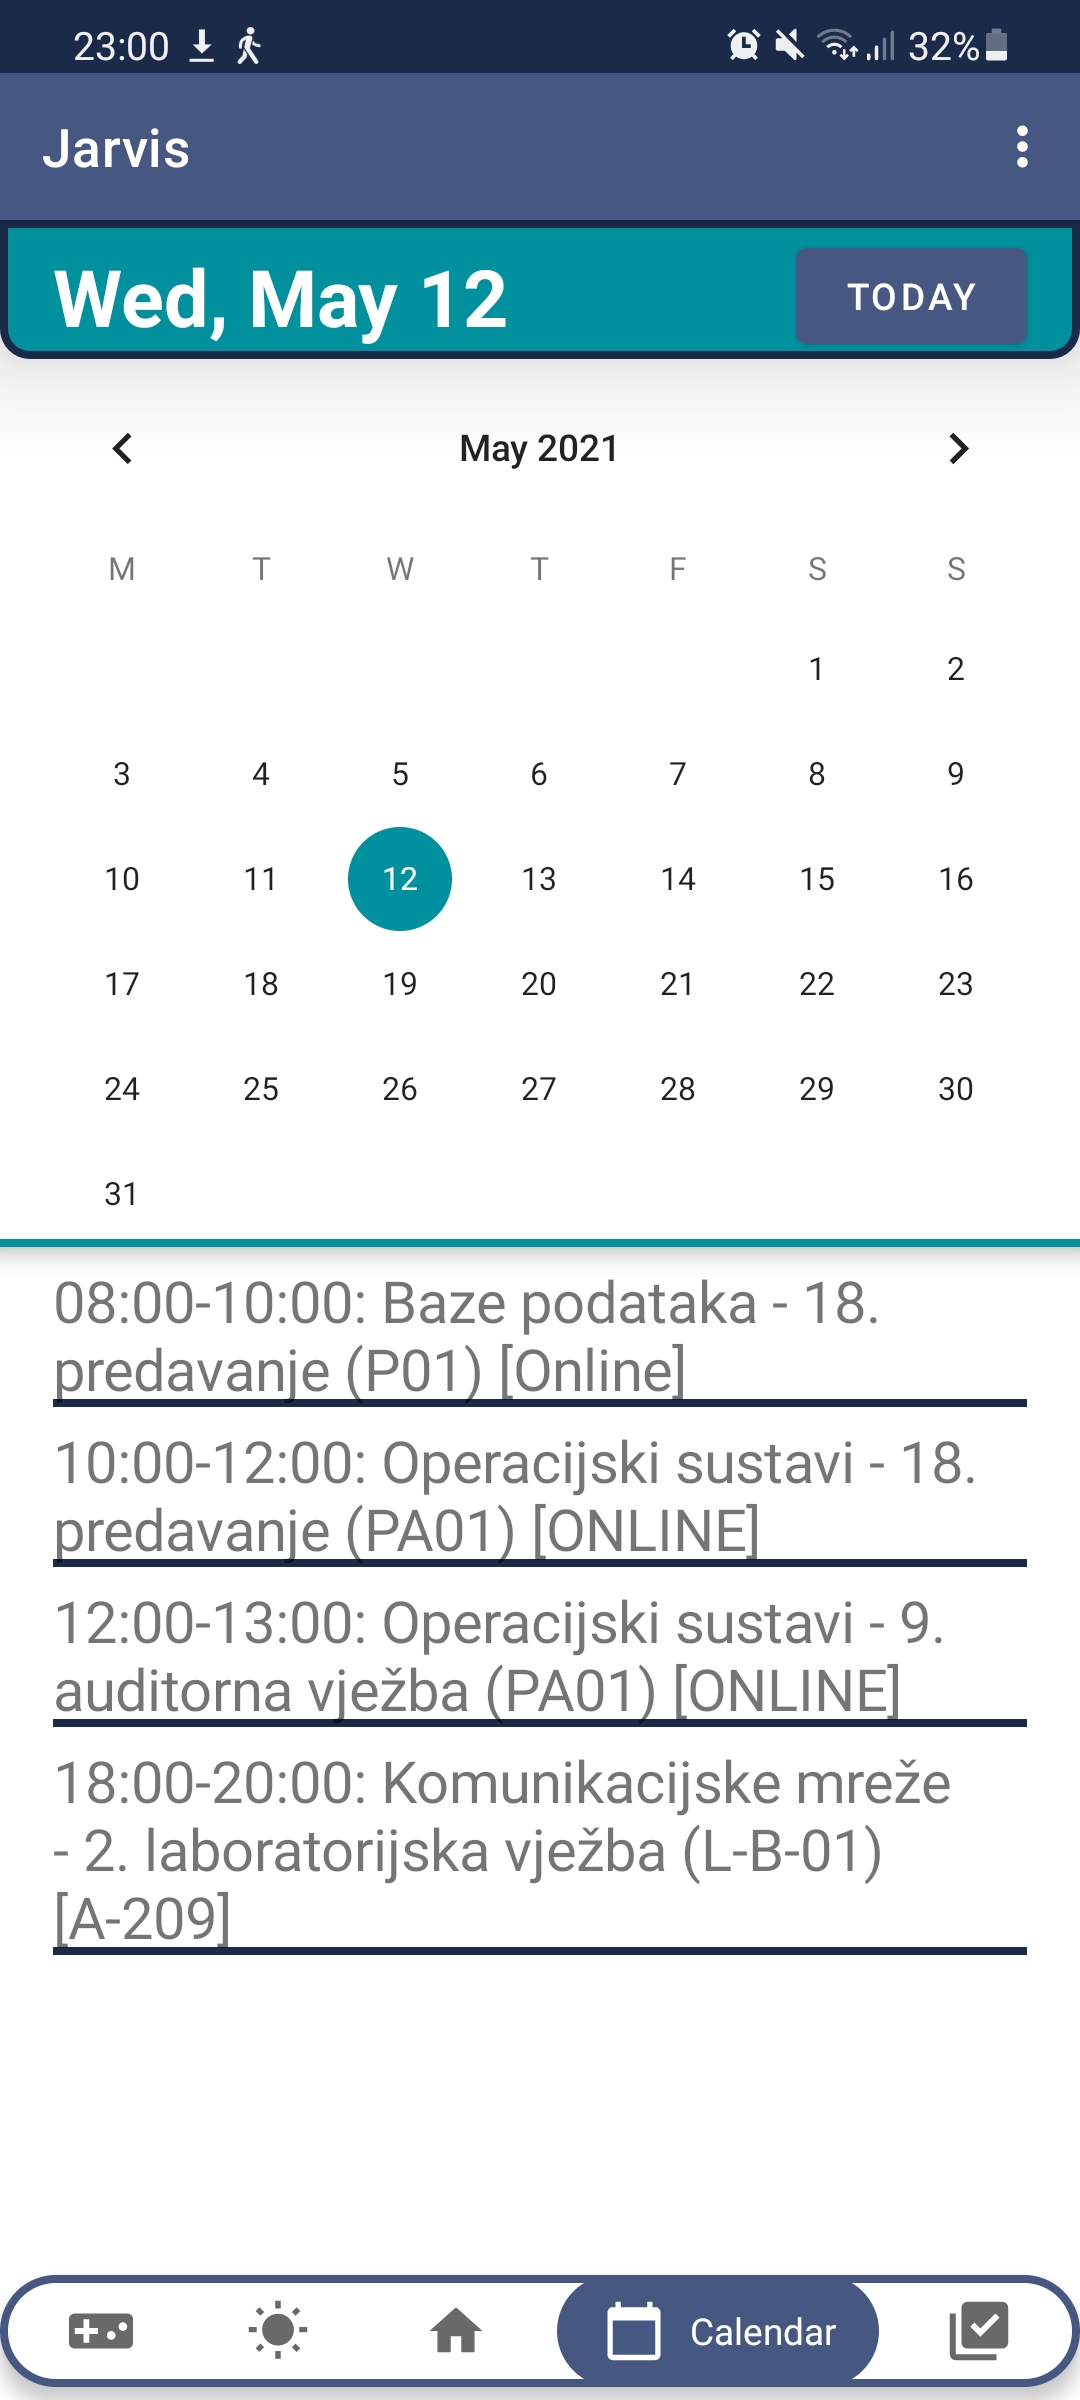 23:00 32%
Jarvis
Wed, May 12 TODAY
May 2021
M T W T F S S
1 2
3 4 5 6 7 8 9
10 11 12 13 14 15 16
17 18 19 20 21 22 23
24 25 26 27 28 29 30
31
08:00-10:00: Baze podataka - 18.
predavanje (P01) [Online]
10:00-12:00: Operacijski sustavi - 18.
predavanje (PA01) [ONLINE]
12:00-13:00: Operacijski sustavi - 9.
auditorna vježba (PA01) [ONLINE]
18:00-20:00: Komunikacijske mreže
- 2. laboratorijska vježba (L-B-01)
[A-209]
Calendar